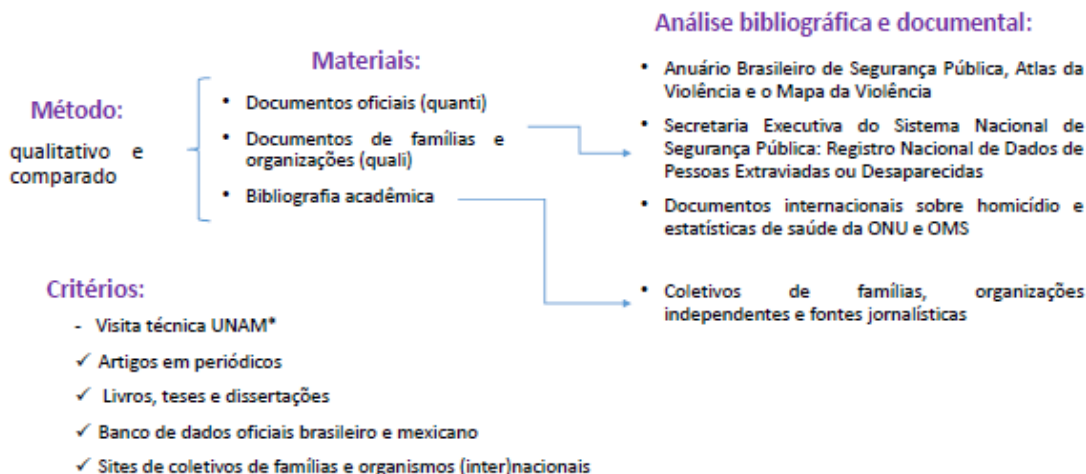 Método:
qualitativo e
comparado
Materiais:
• Documentos oficiais (quanti)
• Documentos de famílias e
organizações (quali)
• Bibliografia acadêmica
Análise bibliográfica e documental:
• Anuário Brasileiro de Segurança Pública, Atlas da
Violência e o Mapa da Violência
• Secretaria Executiva do Sistema Nacional de
Segurança Pública: Registro Nacional de Dados de
Pessoas Extraviadas ou Desaparecidas
• Documentos internacionais sobre homicídio e
estatísticas de saúde da ONU e OMS
• Coletivos de famílias, organizações
independentes e fontes jornalísticas
Critérios:
- Visita técnica UNAM*
✓ Artigos em periódicos
✓ Livros, teses e dissertações
✓ Banco de dados oficiais brasileiro e mexicano
✓ Sites de coletivos de famílias e organismos (inter)nacionais